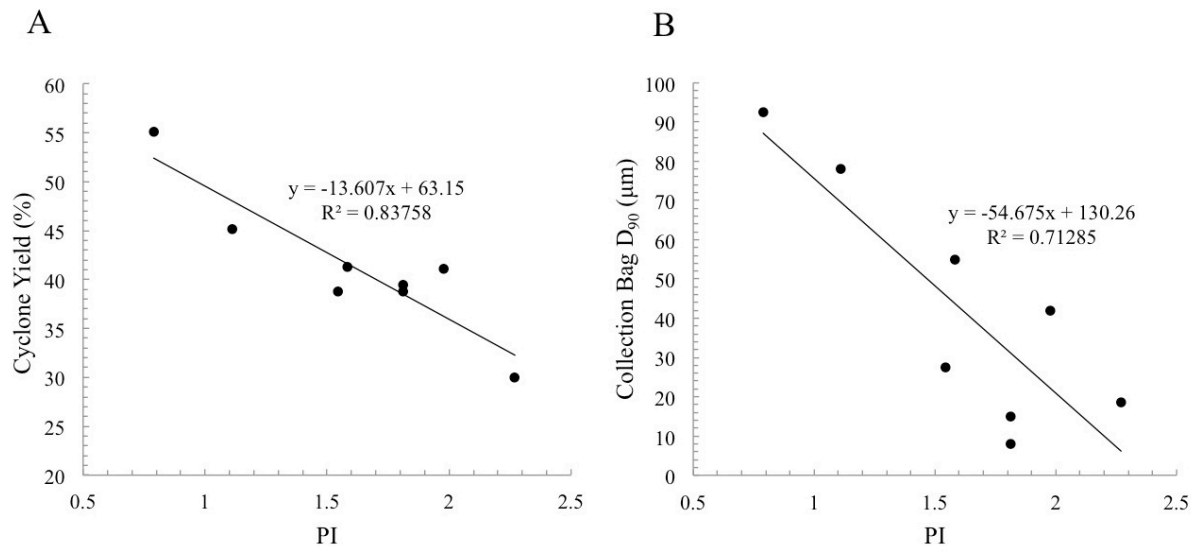 A
Cyclone Yield (%)
60
55
50
45
40
35
30
25
20
y = -13.607x + 63.15
R² = 0.83758
0.5 1 1.5 2 2.5
PI
B
Collection Bag D₉₀ (μm)
100
90
80
70
60
50
40
30
20
10
0
y = -54.675x + 130.26
R² = 0.71285
0.5 1 1.5 2 2.5
PI